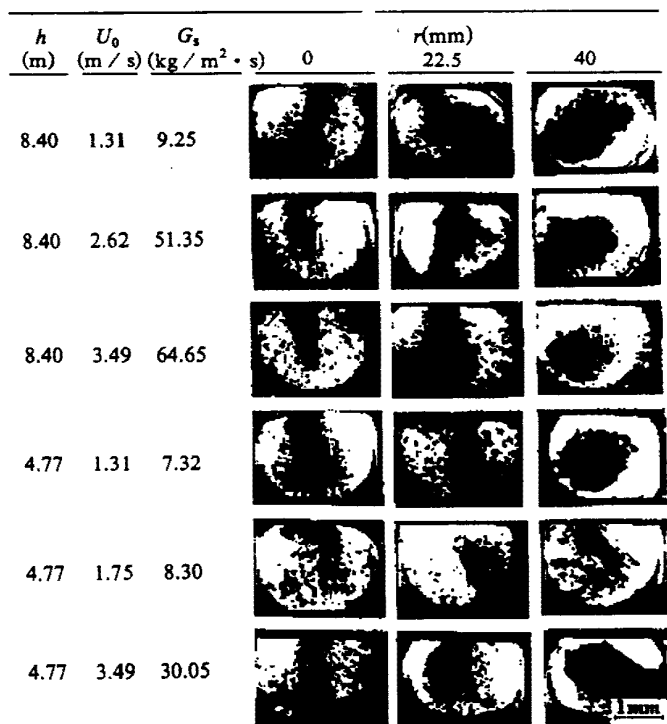 h U₀ Gₛ r(mm)
(m) (m / s) (kg / m² · s) 0 22.5 40
8.40 1.31 9.25
8.40 2.62 51.35
8.40 3.49 64.65
4.77 1.31 7.32
4.77 1.75 8.30
4.77 3.49 30.05
1mm